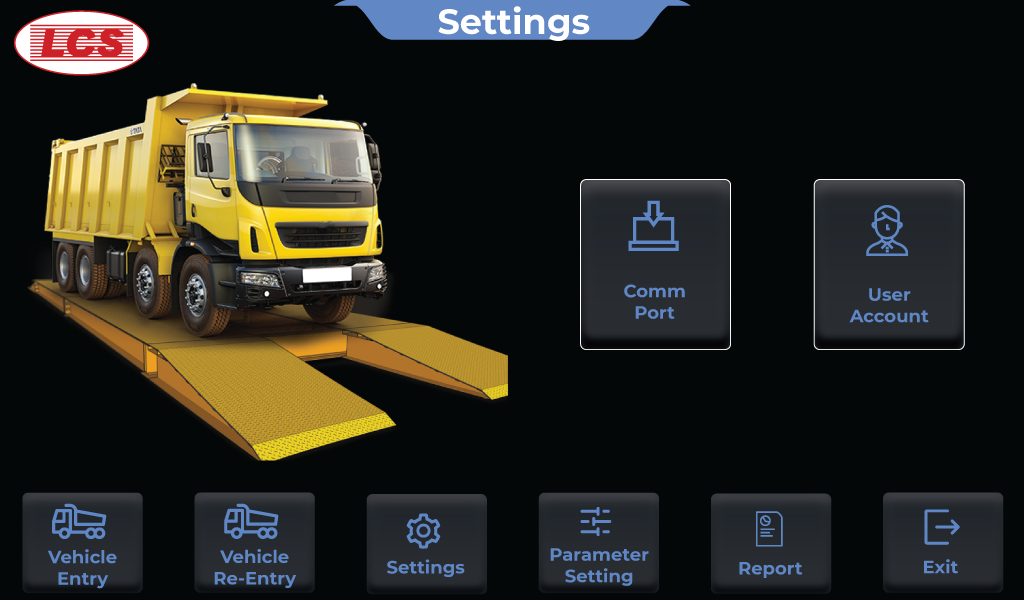 Settings
LCS
Comm
Port
User
Account
Vehicle
Entry
Vehicle
Re-Entry
Settings
Parameter
Setting
Report
Exit